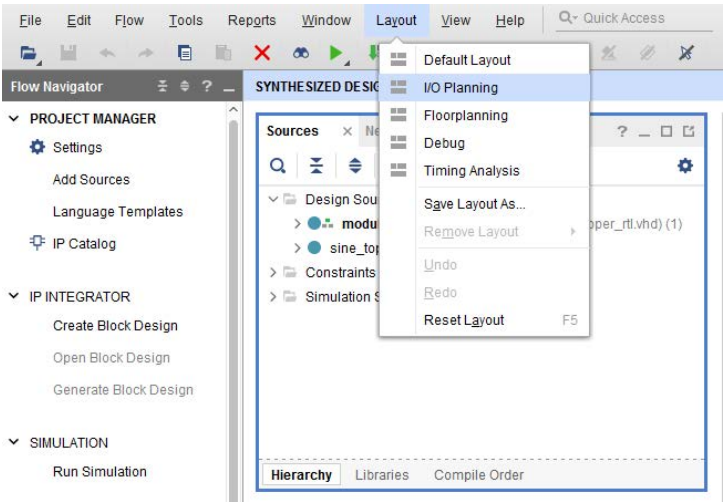 File Edit Flow Tools Reports Window Layout View Help Quick Access
Flow Navigator ? SYNTHESIZED DESIG
PROJECT MANAGER
Settings
Add Sources
Language Templates
IP Catalog
IP INTEGRATOR
Create Block Design
Open Block Design
Generate Block Design
SIMULATION
Run Simulation
Default Layout
I/O Planning
Floorplanning
Debug
Timing Analysis
Save Layout As...
Remove Layout
Undo
Redo
Reset Layout F5
Sources × Ne ?
Design Sou
modu pper_rtl.vhd) (1)
sine_top
Constraints
Simulation S
Hierarchy Libraries Compile Order